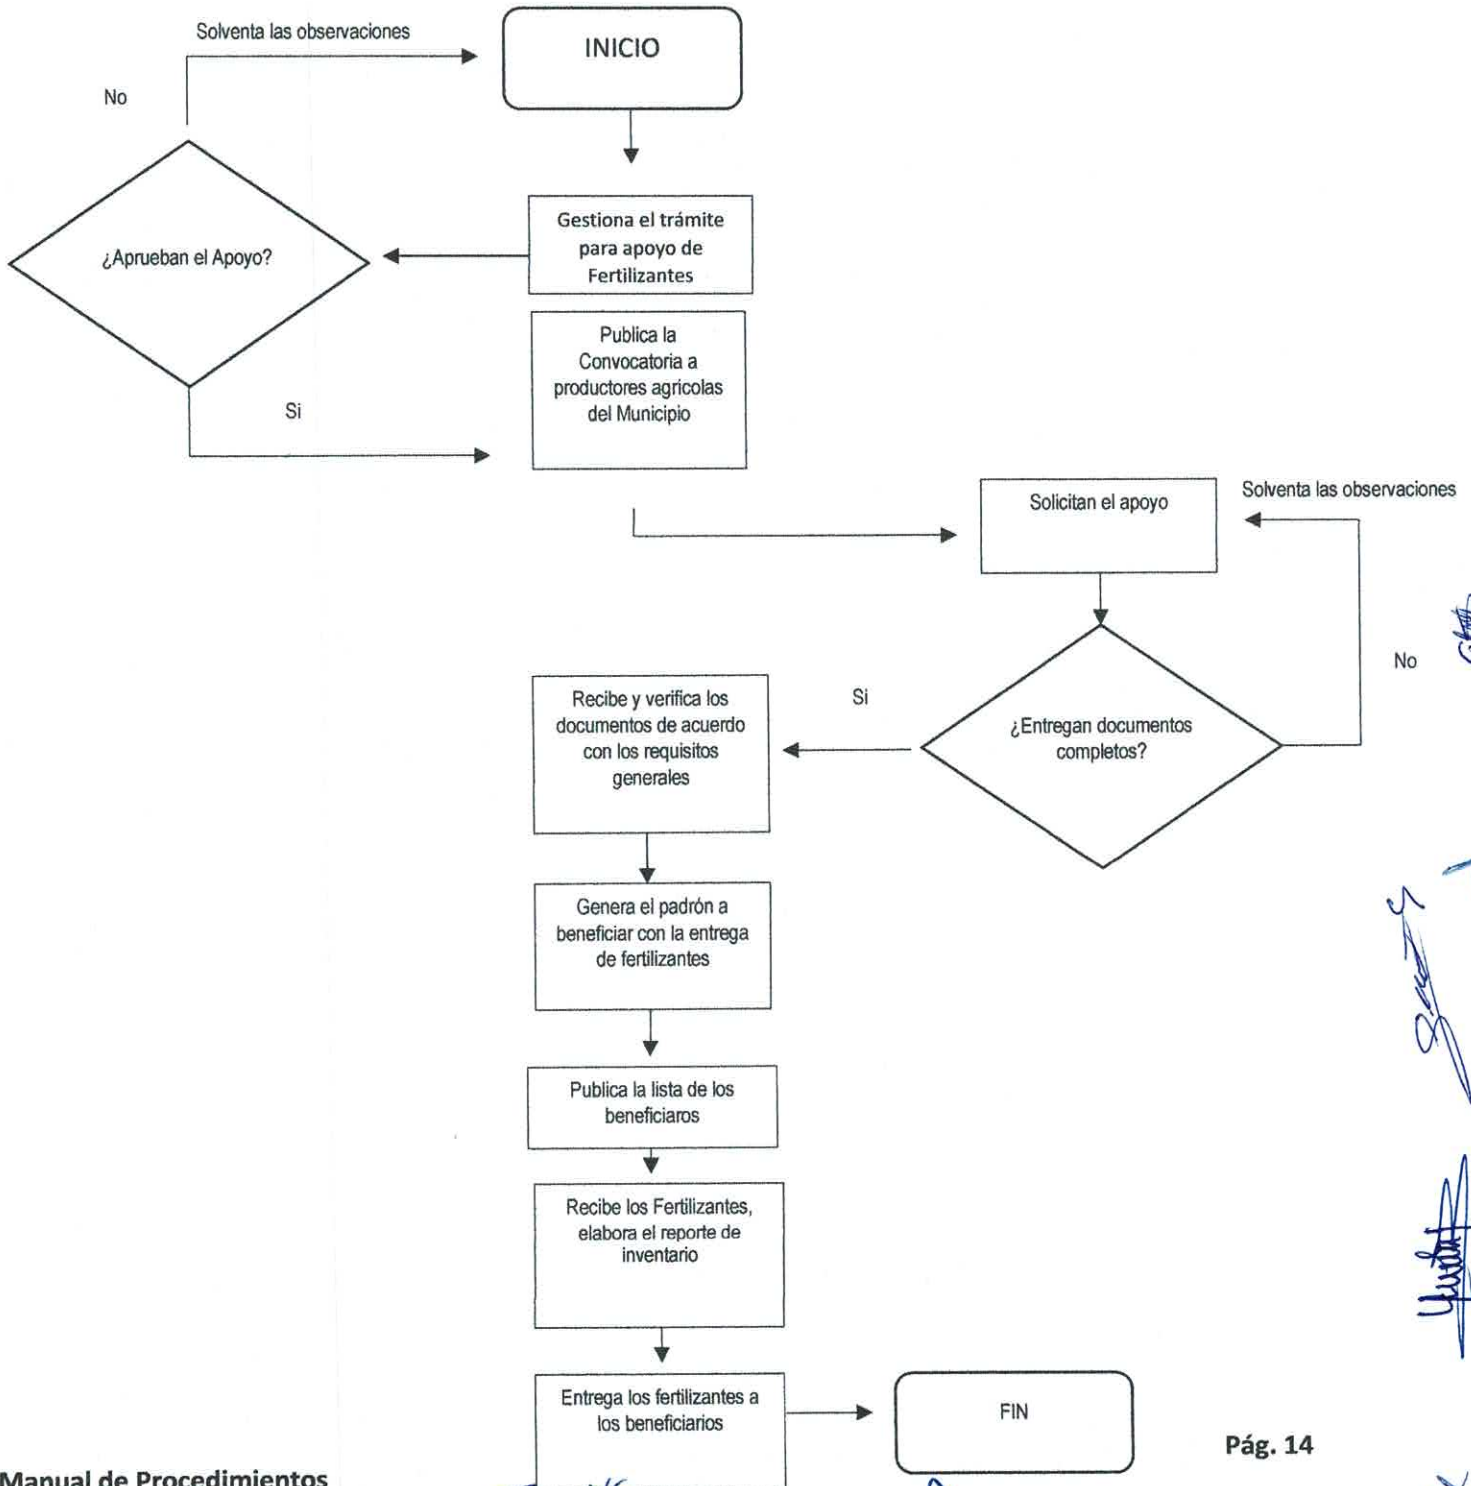 Solventa las observaciones
INICIO
No
Gestiona el trámite
para apoyo de
Fertilizantes
¿Aprueban el Apoyo?
Publica la
Convocatoria a
productores agricolas
del Municipio
Si
Solicitan el apoyo
Solventa las observaciones
No
¿Entregan documentos
completos?
Si
Recibe y verifica los
documentos de acuerdo
con los requisitos
generales
Genera el padrón a
beneficiar con la entrega
de fertilizantes
Publica la lista de los
beneficiaros
Recibe los Fertilizantes,
elabora el reporte de
inventario
Entrega los fertilizantes a
los beneficiarios
FIN
Pág. 14
Manual de Procedimientos